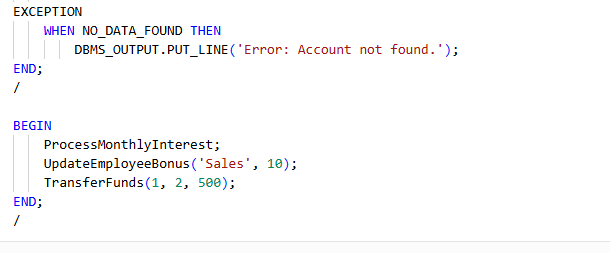 EXCEPTION
    WHEN NO_DATA_FOUND THEN
        DBMS_OUTPUT.PUT_LINE('Error: Account not found.');
END;
/

BEGIN
    ProcessMonthlyInterest;
    UpdateEmployeeBonus('Sales', 10);
    TransferFunds(1, 2, 500);
END;
/